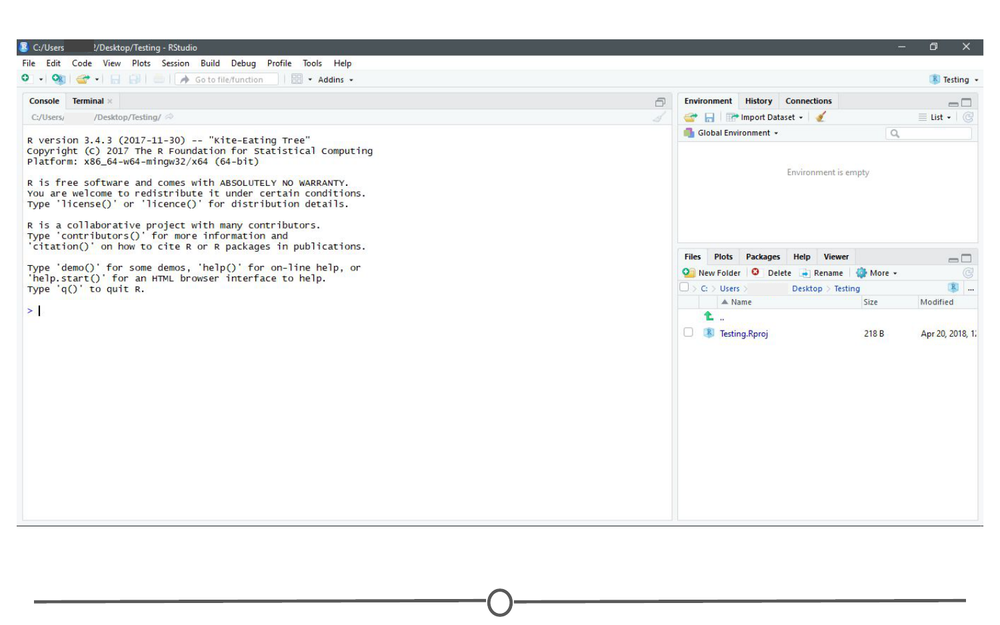 C:/Users 2/Desktop/Testing - RStudio
File Edit Code View Plots Session Build Debug Profile Tools Help
Go to file/function Addins Testing
Console Terminal
C:/Users/ /Desktop/Testing/
R version 3.4.3 (2017-11-30) -- "Kite-Eating Tree"
Copyright (C) 2017 The R Foundation for Statistical Computing
Platform: x86_64-w64-mingw32/x64 (64-bit)
R is free software and comes with ABSOLUTELY NO WARRANTY.
You are welcome to redistribute it under certain conditions.
Type 'license()' or 'licence()' for distribution details.
R is a collaborative project with many contributors.
Type 'contributors()' for more information and
'citation()' on how to cite R or R packages in publications.
Type 'demo()' for some demos, 'help()' for on-line help, or
'help.start()' for an HTML browser interface to help.
Type 'q()' to quit R.
>
Environment History Connections
Import Dataset List
Global Environment
Environment is empty
Files Plots Packages Help Viewer
New Folder Delete Rename More
C: > Users > Desktop > Testing ...
Name Size Modified
..
Testing.Rproj 218 B Apr 20, 2018, 1